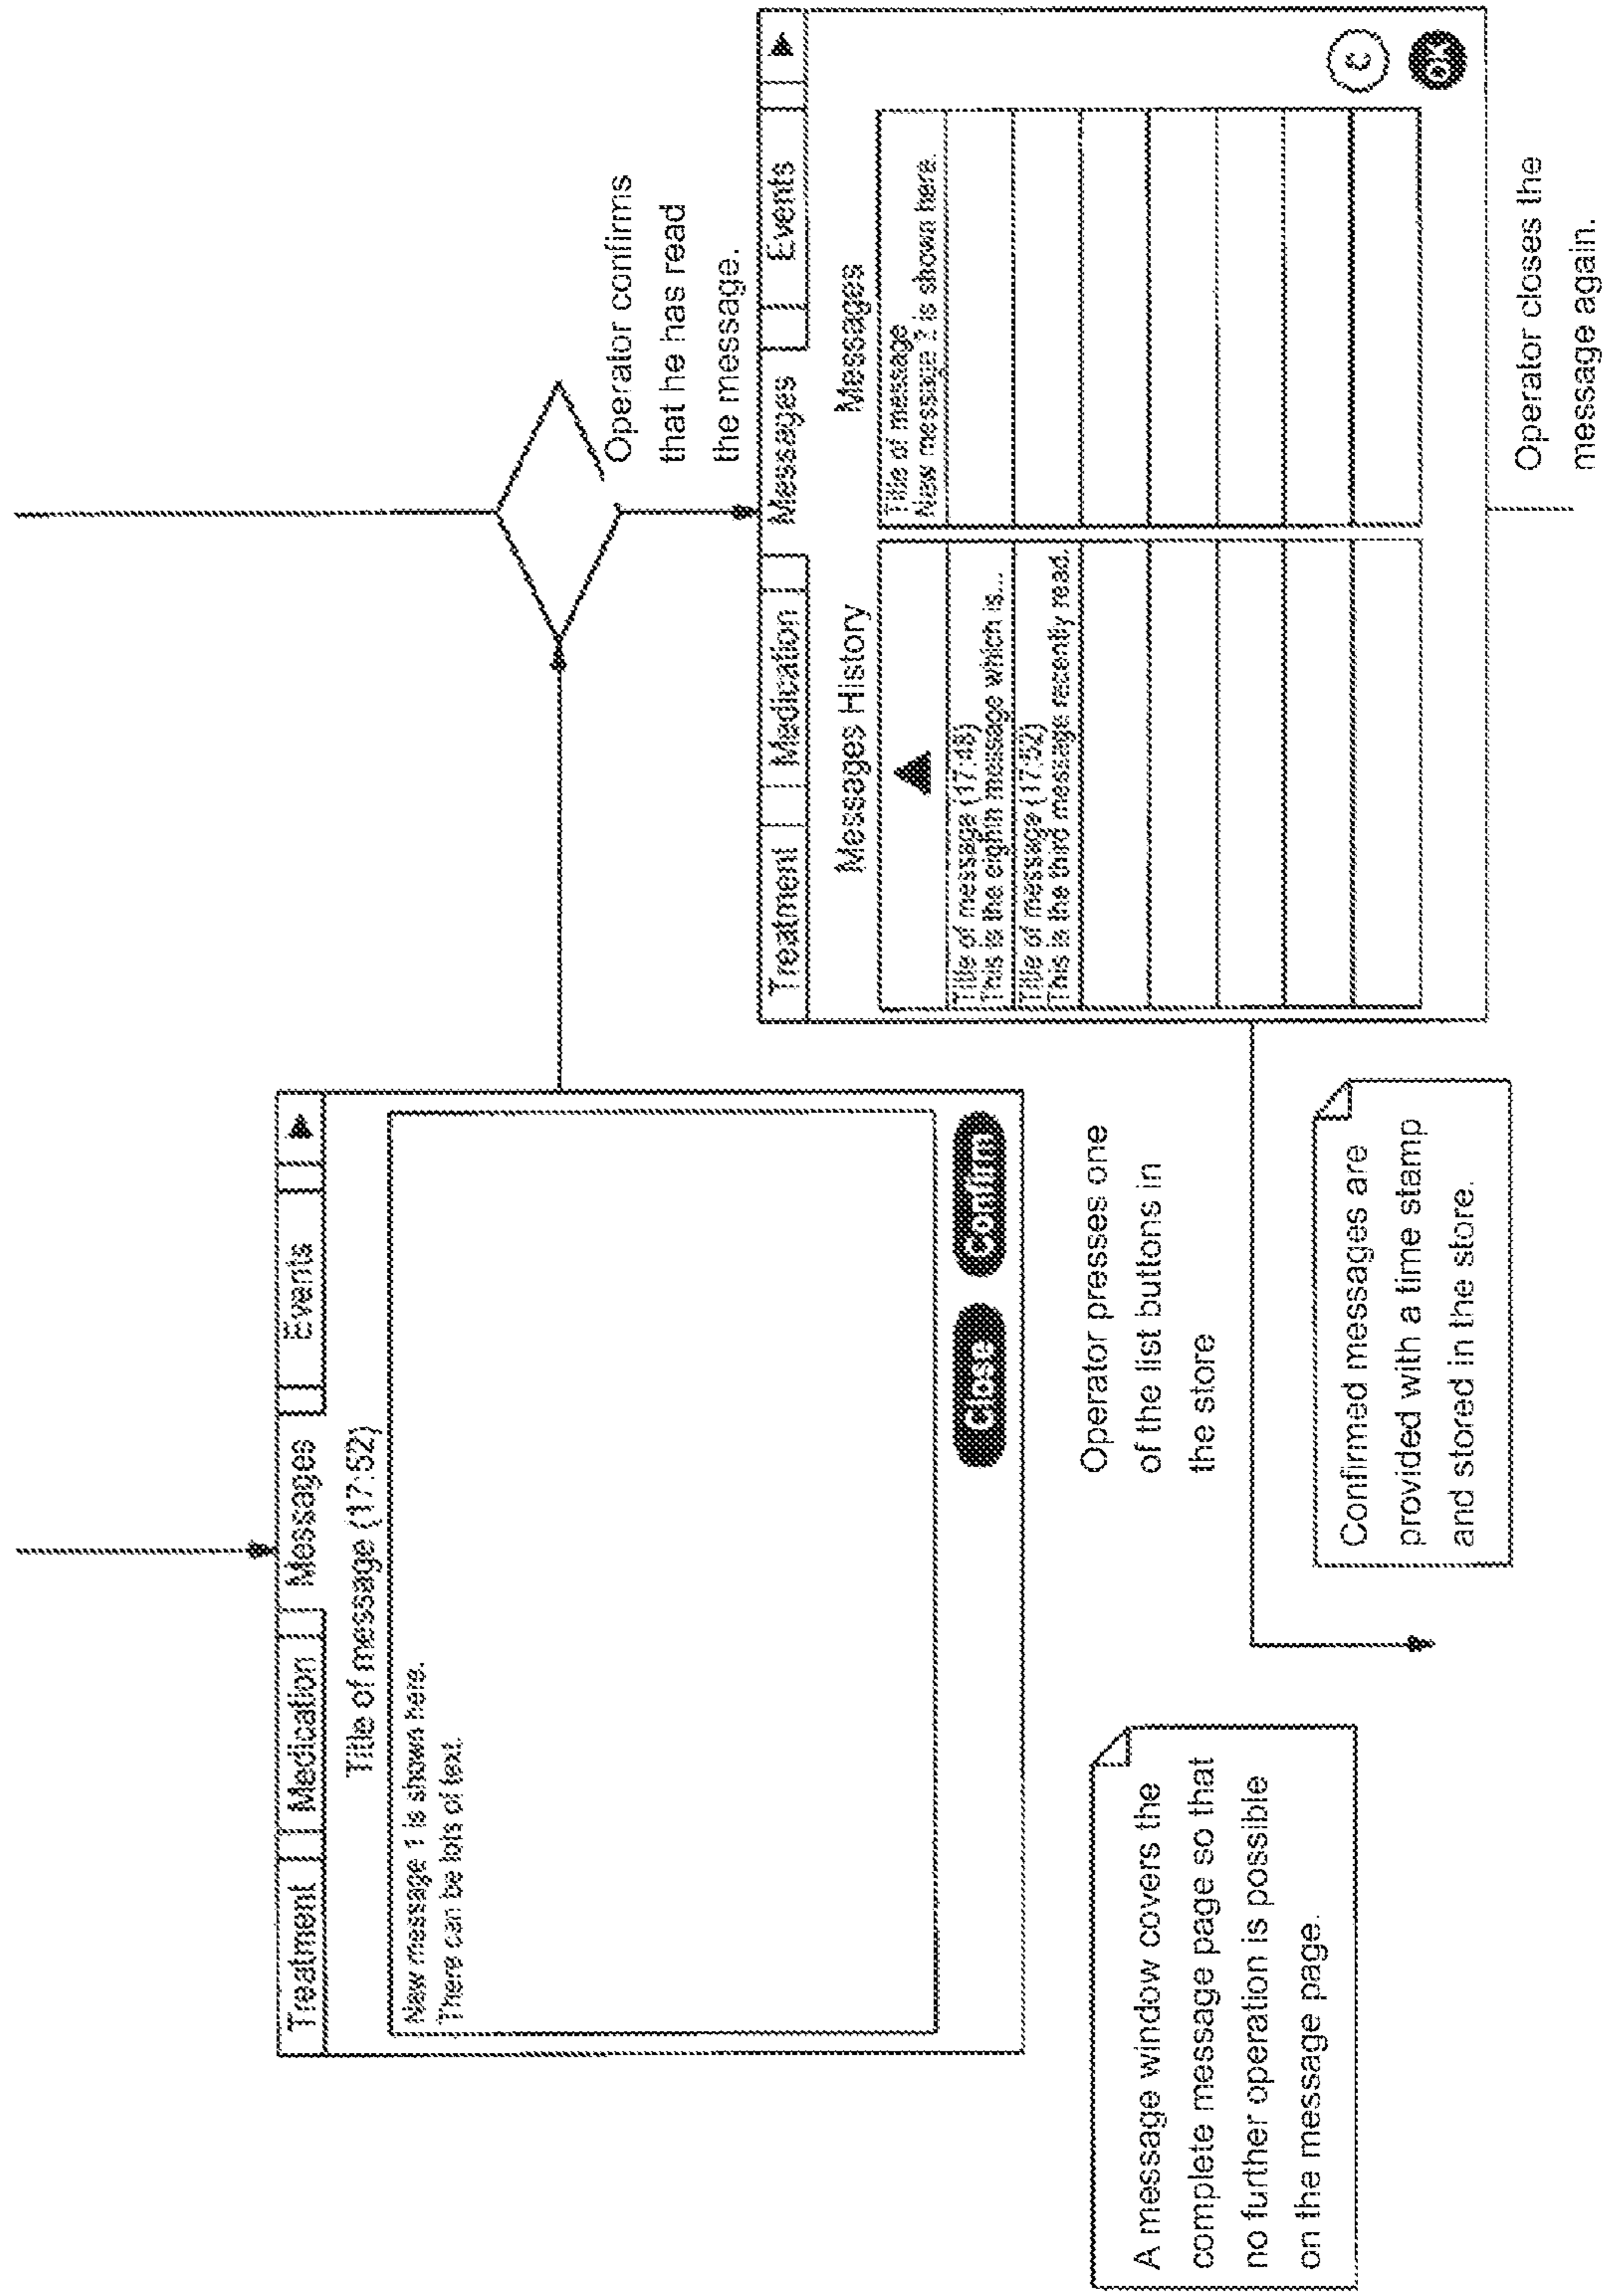 Treatment
Medication
Messages
Events
Title of message (17:52)
New message 1 is shown here.
There can be lots of text.
Close
Confirm
A message window covers the
complete message page so that
no further operation is possible
on the message page.
Operator presses one
of the list buttons in
the store
Confirmed messages are
provided with a time stamp
and stored in the store.
Operator confirms
that he has read
the message.
Treatment
Medication
Messages
Events
Messages History
Messages
Title of message (17:48)
This is the eighth message which is...
Title of message (17:52)
This is the third message recently read.
Title of message
New message 2 is shown here.
C
OK
Operator closes the
message again.